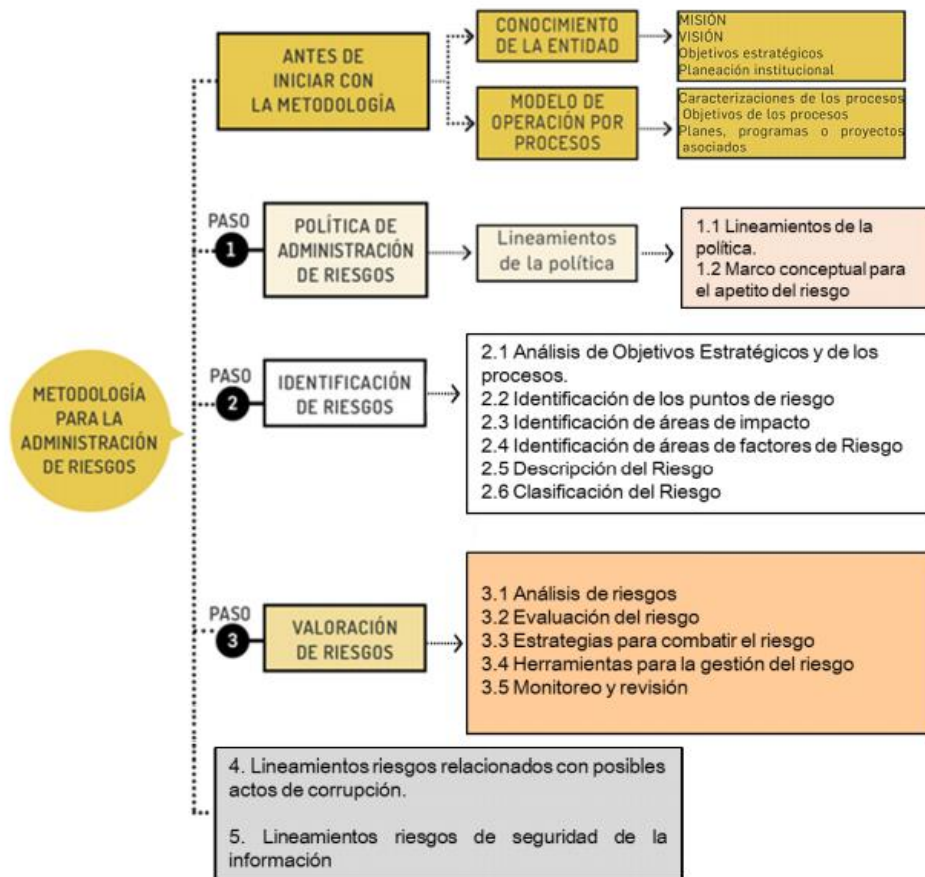 ANTES DE
INICIAR CON
LA METODOLOGÍA
CONOCIMIENTO
DE LA ENTIDAD
MISIÓN
VISIÓN
Objetivos estratégicos
Planeación institucional
MODELO DE
OPERACIÓN POR
PROCESOS
Caracterizaciones de los procesos
Objetivos de los procesos
Planes, programas o proyectos
asociados
PASO
1
POLÍTICA DE
ADMINISTRACIÓN
DE RIESGOS
Lineamientos
de la política
1.1 Lineamientos de la
política.
1.2 Marco conceptual para
el apetito del riesgo
METODOLOGÍA
PARA LA
ADMINISTRACIÓN
DE RIESGOS
PASO
2
IDENTIFICACIÓN
DE RIESGOS
2.1 Análisis de Objetivos Estratégicos y de los
procesos.
2.2 Identificación de los puntos de riesgo
2.3 Identificación de áreas de impacto
2.4 Identificación de áreas de factores de Riesgo
2.5 Descripción del Riesgo
2.6 Clasificación del Riesgo
PASO
3
VALORACIÓN
DE RIESGOS
3.1 Análisis de riesgos
3.2 Evaluación del riesgo
3.3 Estrategias para combatir el riesgo
3.4 Herramientas para la gestión del riesgo
3.5 Monitoreo y revisión
4. Lineamientos riesgos relacionados con posibles
actos de corrupción.
5. Lineamientos riesgos de seguridad de la
información